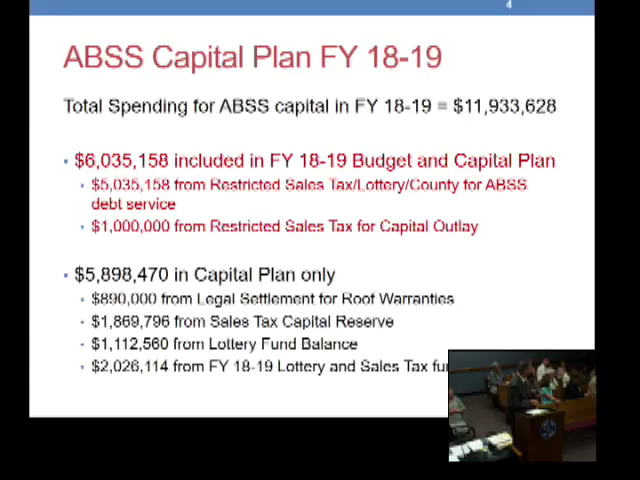 4
ABSS Capital Plan FY 18-19
Total Spending for ABSS capital in FY 18-19 = $11,933,628
• $6,035,158 included in FY 18-19 Budget and Capital Plan
• $5,035,158 from Restricted Sales Tax/Lottery/County for ABSS
debt service
• $1,000,000 from Restricted Sales Tax for Capital Outlay
• $5,898,470 in Capital Plan only
• $890,000 from Legal Settlement for Roof Warranties
• $1,869,796 from Sales Tax Capital Reserve
• $1,112,560 from Lottery Fund Balance
• $2,026,114 from FY 18-19 Lottery and Sales Tax